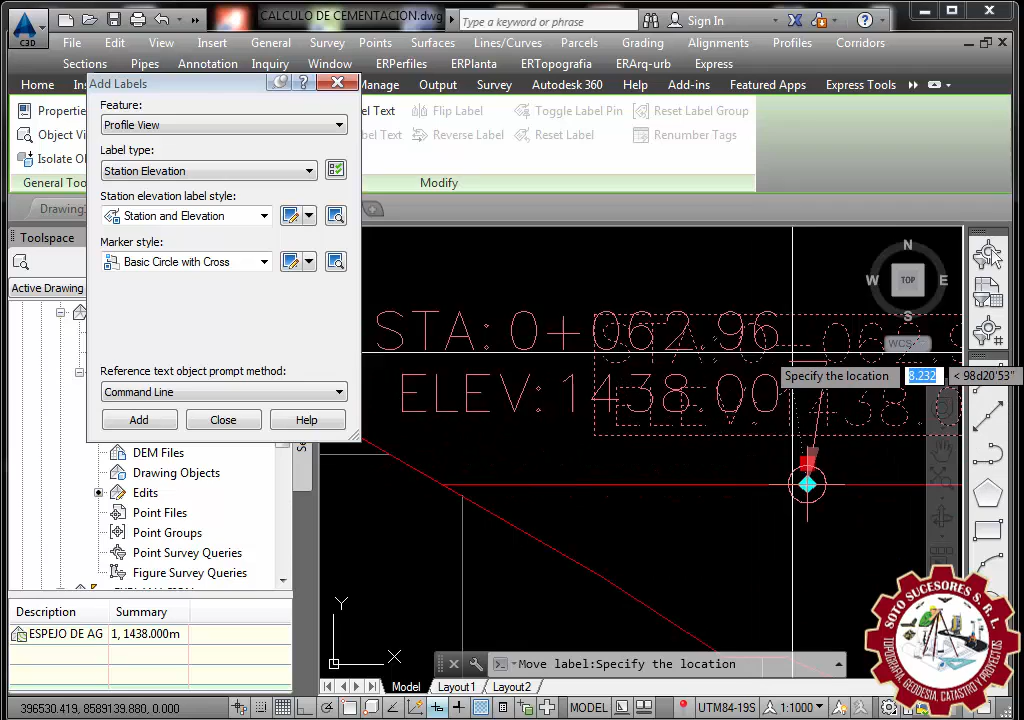 CALCULO DE CEMENTACION.dwg
Type a keyword or phrase
Sign In
C3D
File Edit View Insert General Survey Points Surfaces Lines/Curves Parcels Grading Alignments Profiles Corridors
Sections Pipes Annotation Inquiry Window ERPerfiles ERPlanta ERTopografia ERArq-urb Express
Home Manage Output Survey Autodesk 360 Help Add-ins Featured Apps Express Tools
Add Labels
Feature:
Profile View
Label type:
Station Elevation
Station elevation label style:
Station and Elevation
Marker style:
Basic Circle with Cross
Reference text object prompt method:
Command Line
Add Close Help
Flip Label Toggle Label Pin Reset Label Group
Reverse Label Reset Label Renumber Tags
Modify
Toolspace
Active Drawing
N
W TOP E
S
WCS
STA: 0+062.96
ELEV: 1438.00
Specify the location 8.232 < 98d20'53"
DEM Files
Drawing Objects
Edits
Point Files
Point Groups
Point Survey Queries
Figure Survey Queries
Description Summary
ESPEJO DE AG 1, 1438.000m
Y
X
Move label:Specify the location
Model Layout1 Layout2
396530.419, 8589139.880, 0.000
MODEL
UTM84-19S
1:1000
SOTO SUCESORES S.R.L.
TOPOGRAFIA, GEODESIA, CATASTRO Y PROYECTOS